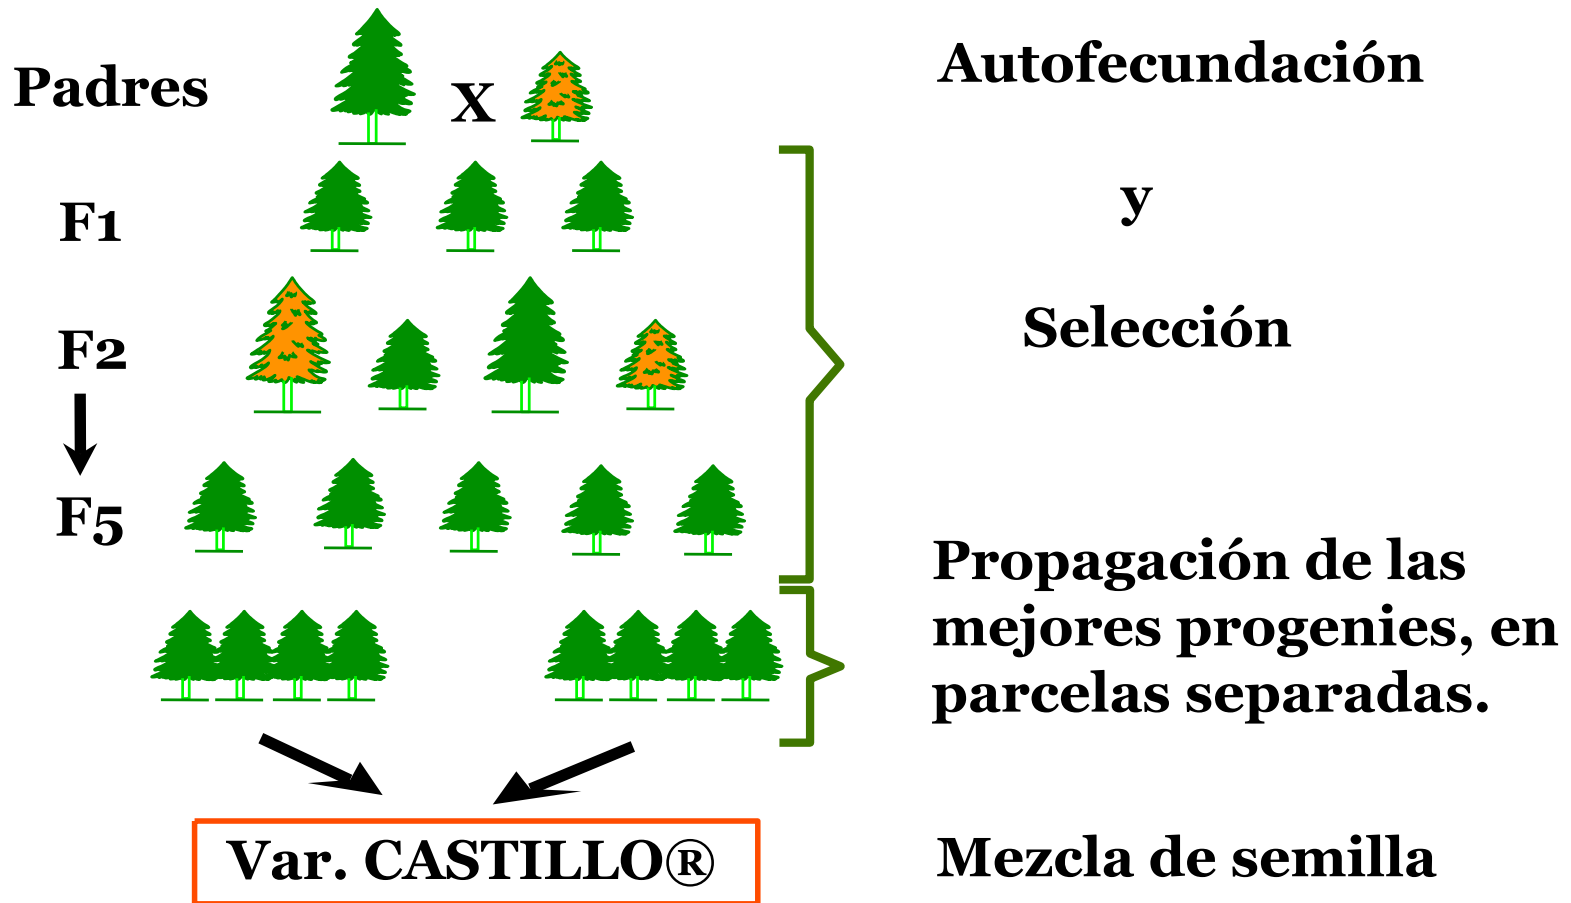 Padres
X
Autofecundación
F1
y
F2
Selección
F5
Propagación de las
mejores progenies, en
parcelas separadas.
Var. CASTILLO®
Mezcla de semilla